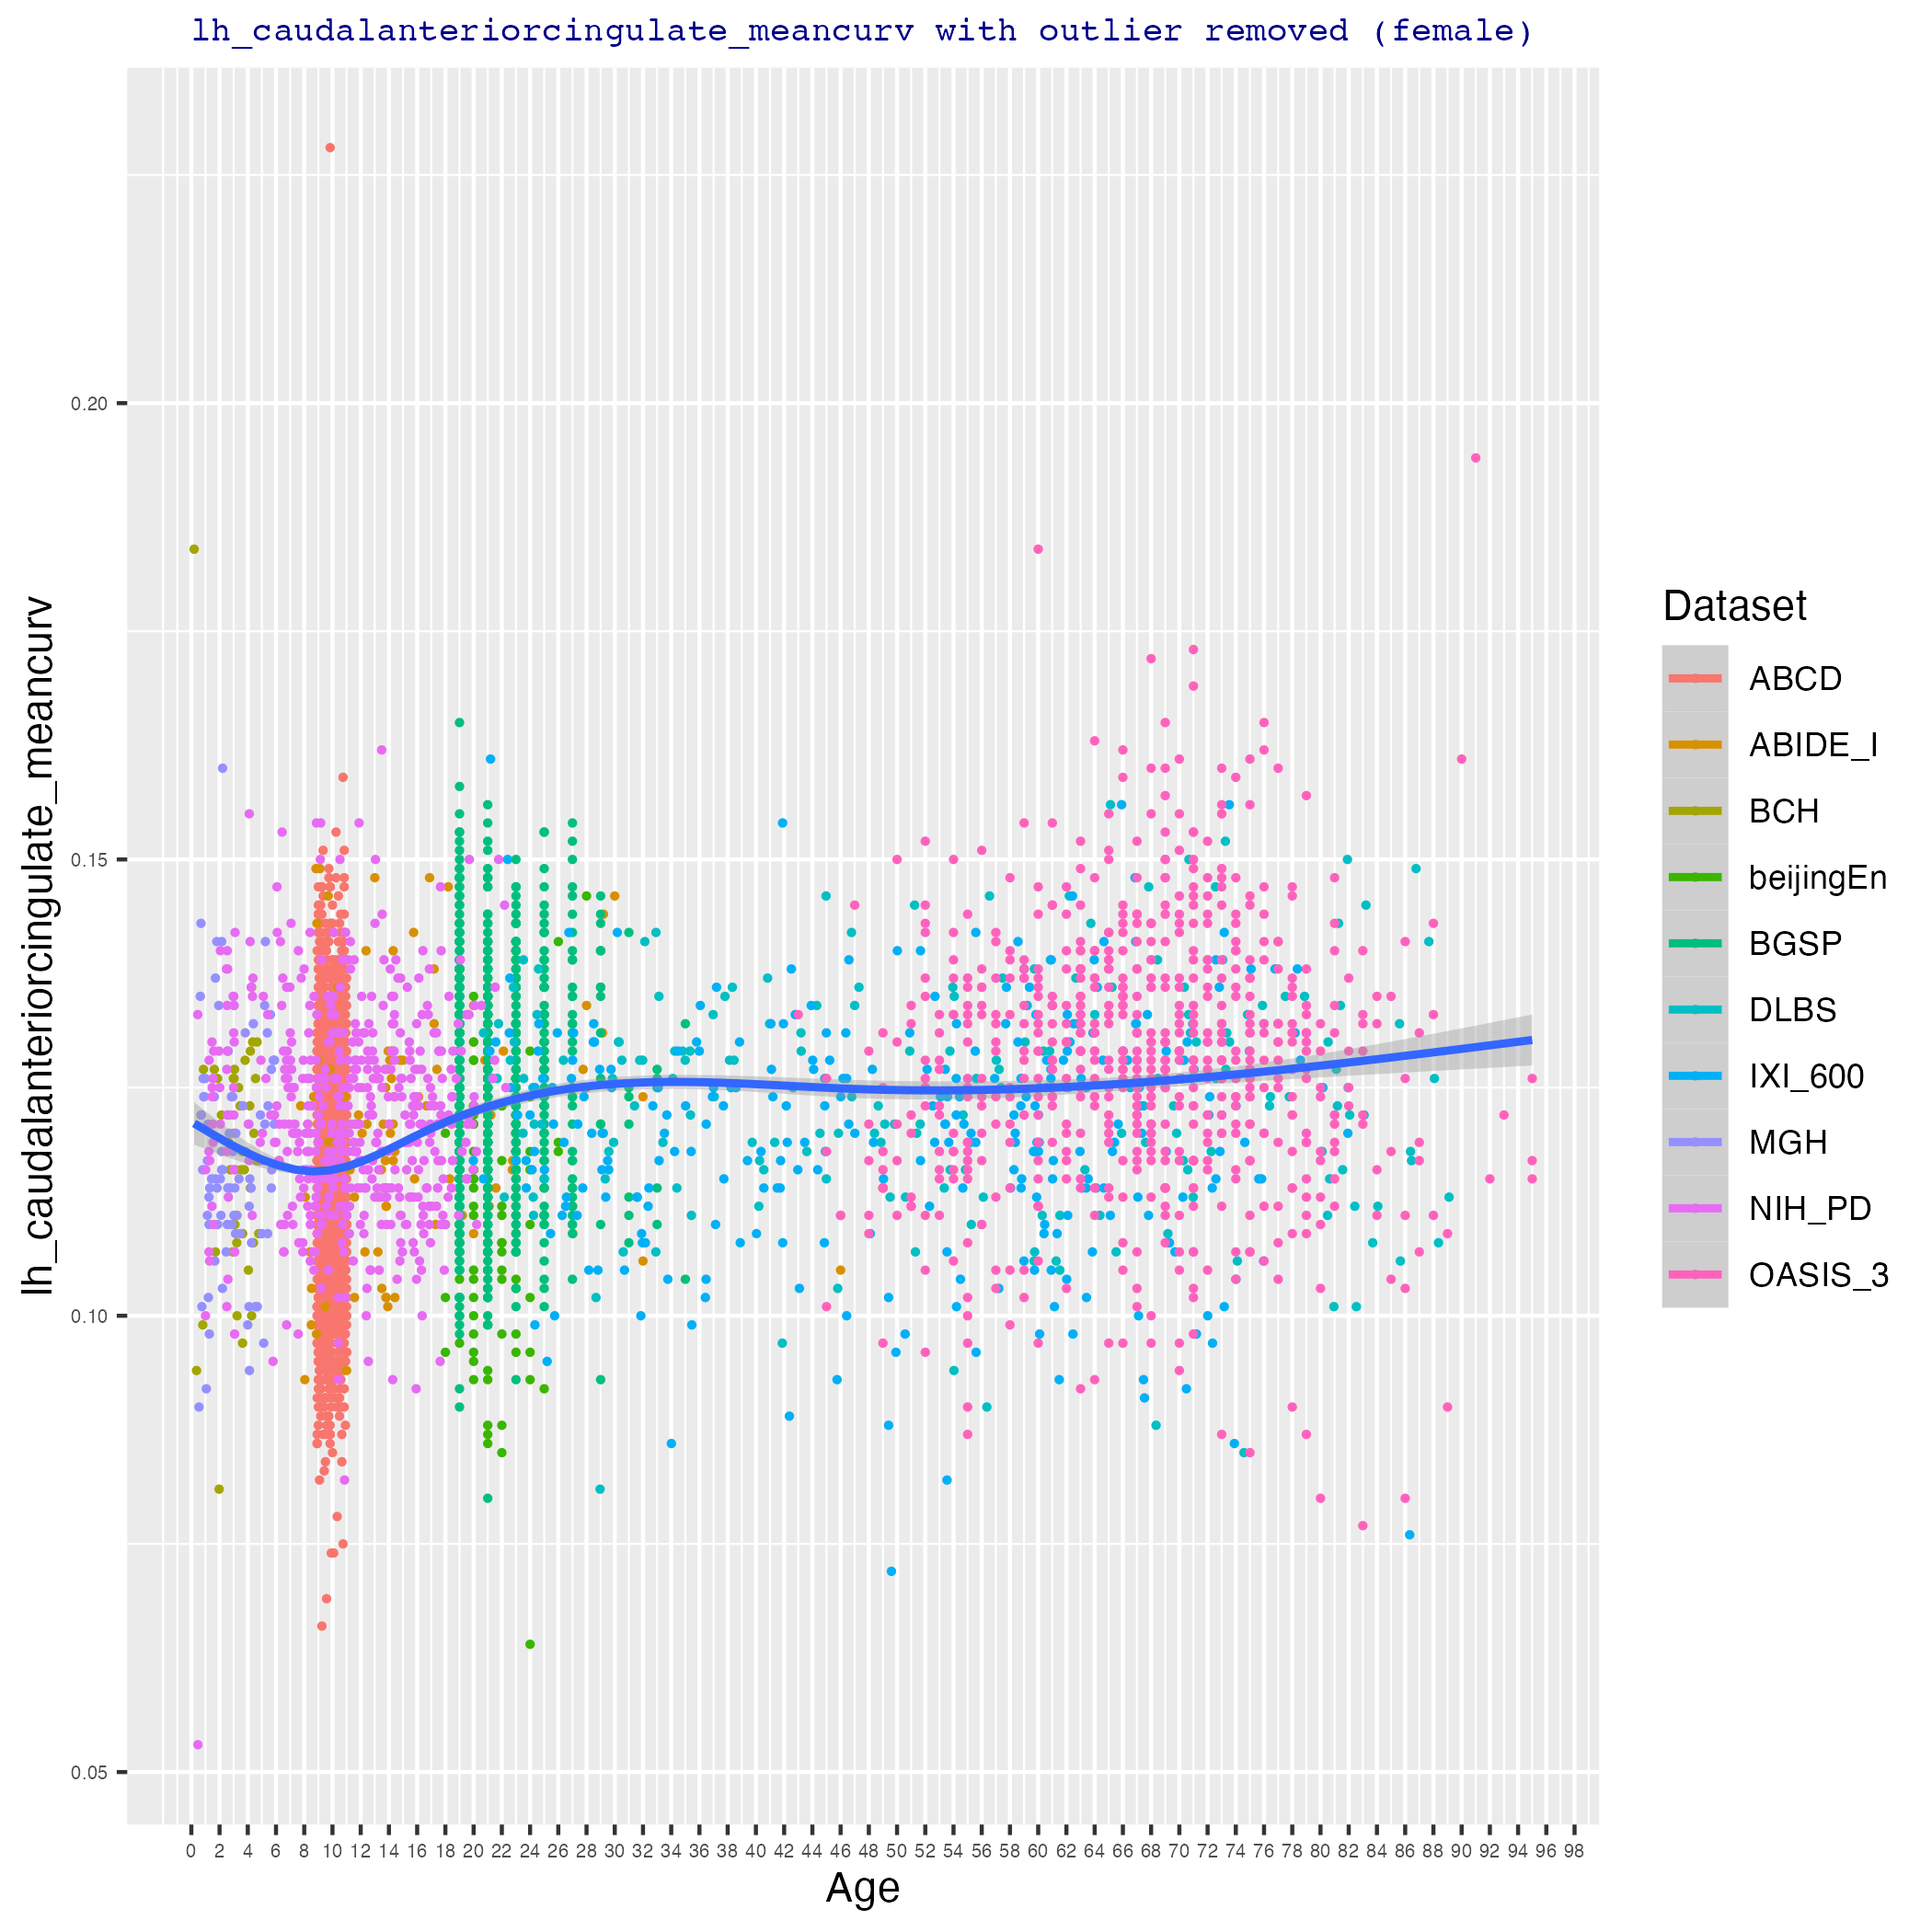 lh_caudalanteriorcingulate_meancurv with outlier removed (female)
lh_caudalanteriorcingulate_meancurv
0.20
0.15
0.10
0.05
0 2 4 6 8 10 12 14 16 18 20 22 24 26 28 30 32 34 36 38 40 42 44 46 48 50 52 54 56 58 60 62 64 66 68 70 72 74 76 78 80 82 84 86 88 90 92 94 96 98
Age
Dataset
ABCD
ABIDE_I
BCH
beijingEn
BGSP
DLBS
IXI_600
MGH
NIH_PD
OASIS_3